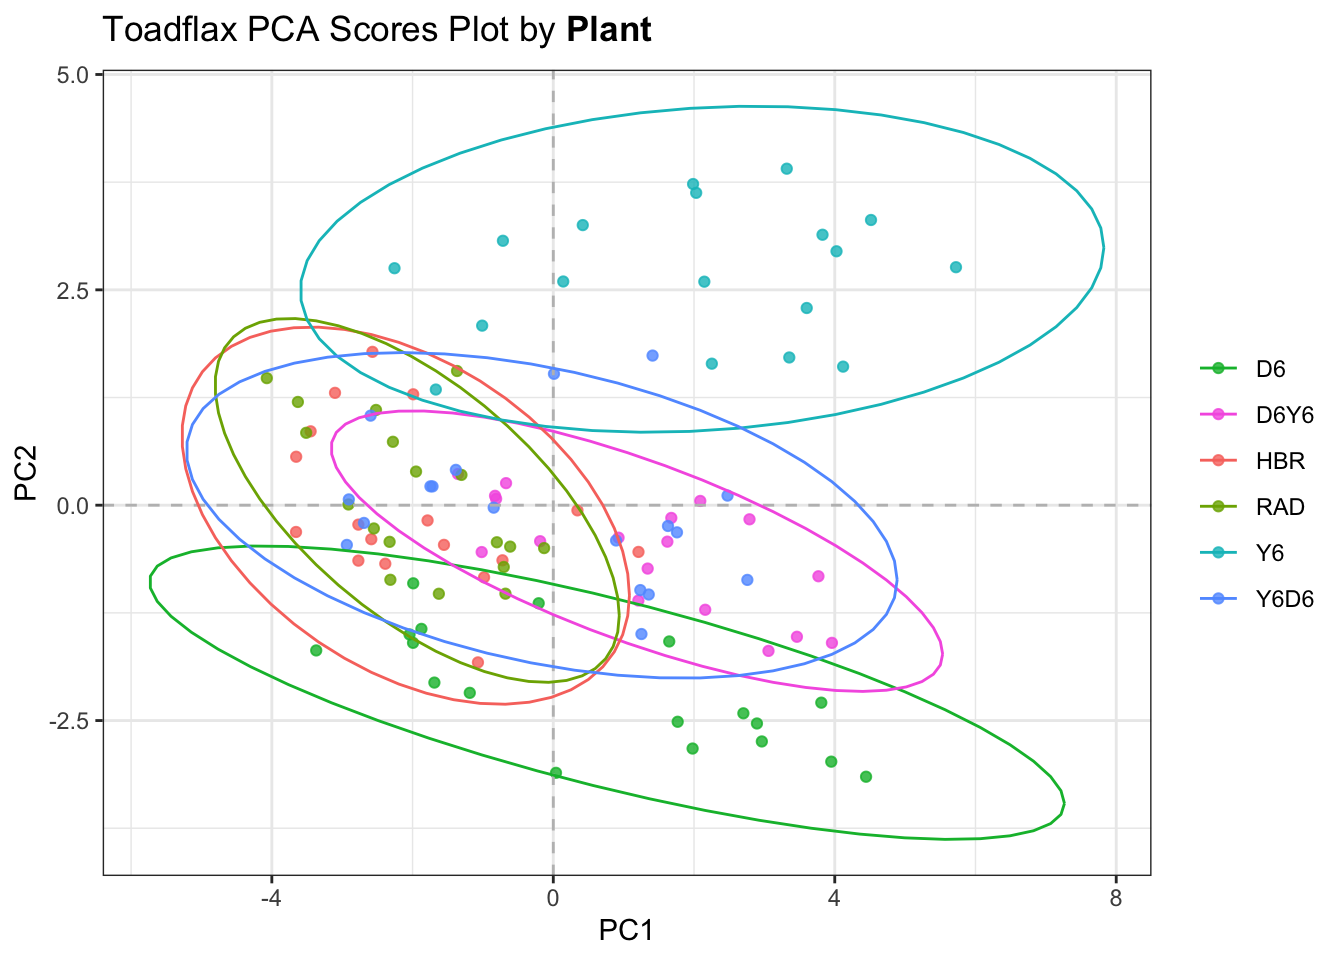 Toadflax PCA Scores Plot by Plant
5.0
2.5
0.0
-2.5
PC2
-4
0
4
8
PC1
D6
D6Y6
HBR
RAD
Y6
Y6D6